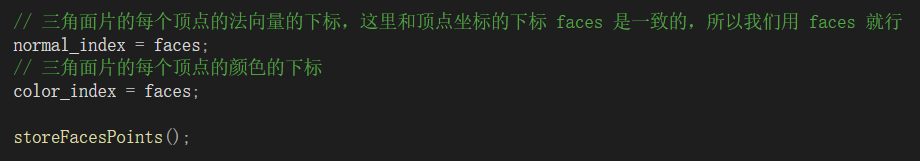 // 三角面片的每个顶点的法向量的下标，这里和顶点坐标的下标 faces 是一致的，所以我们用 faces 就行
normal_index = faces;
// 三角面片的每个顶点的颜色的下标
color_index = faces;
storeFacesPoints();